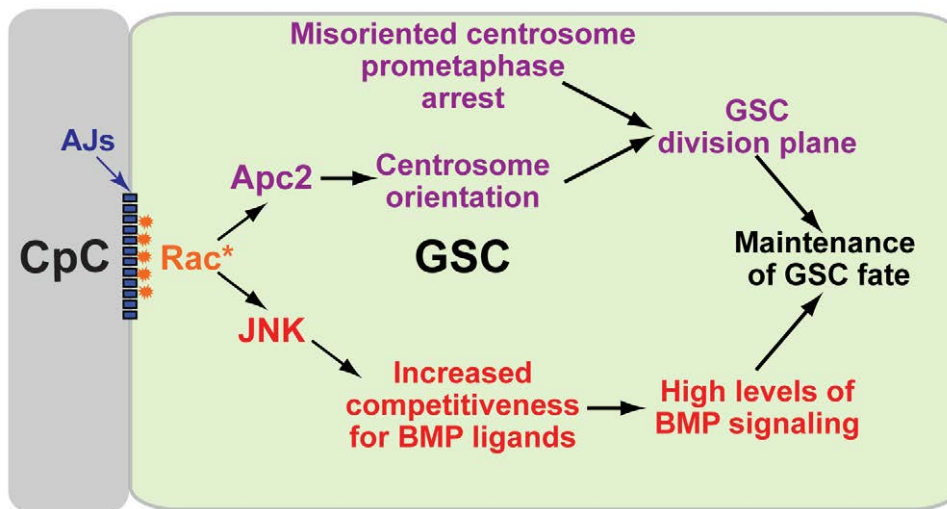 Misoriented centrosome
prometaphase
arrest
AJs
GSC
division plane
Apc2
Centrosome
orientation
CpC
Rac*
GSC
Maintenance
of GSC fate
JNK
Increased
competitiveness
for BMP ligands
High levels of
BMP signaling